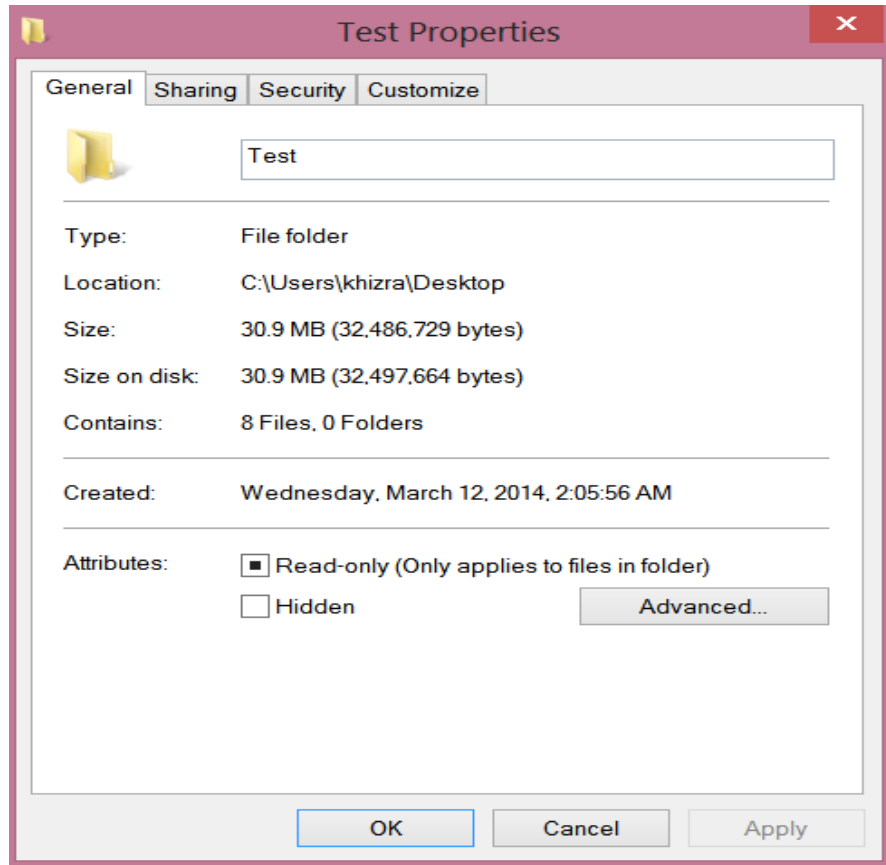 Test Properties
General Sharing Security Customize
Test
Type: File folder
Location: C:\Users\khizra\Desktop
Size: 30.9 MB (32,486,729 bytes)
Size on disk: 30.9 MB (32,497,664 bytes)
Contains: 8 Files, 0 Folders
Created: Wednesday, March 12, 2014, 2:05:56 AM
Attributes: Read-only (Only applies to files in folder)
Hidden Advanced...
OK Cancel Apply